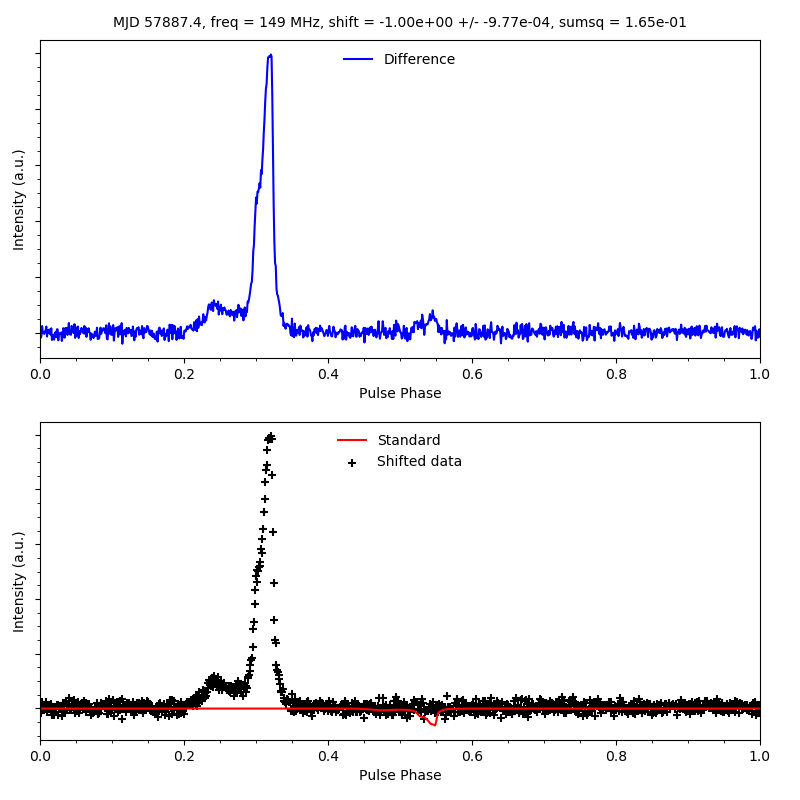 MJD 57887.4, freq = 149 MHz, shift = -1.00e+00 +/- -9.77e-04, sumsq = 1.65e-01
Difference
Intensity (a.u.)
0.0 0.2 0.4 0.6 0.8 1.0
Pulse Phase
Standard
Shifted data
Intensity (a.u.)
0.0 0.2 0.4 0.6 0.8 1.0
Pulse Phase